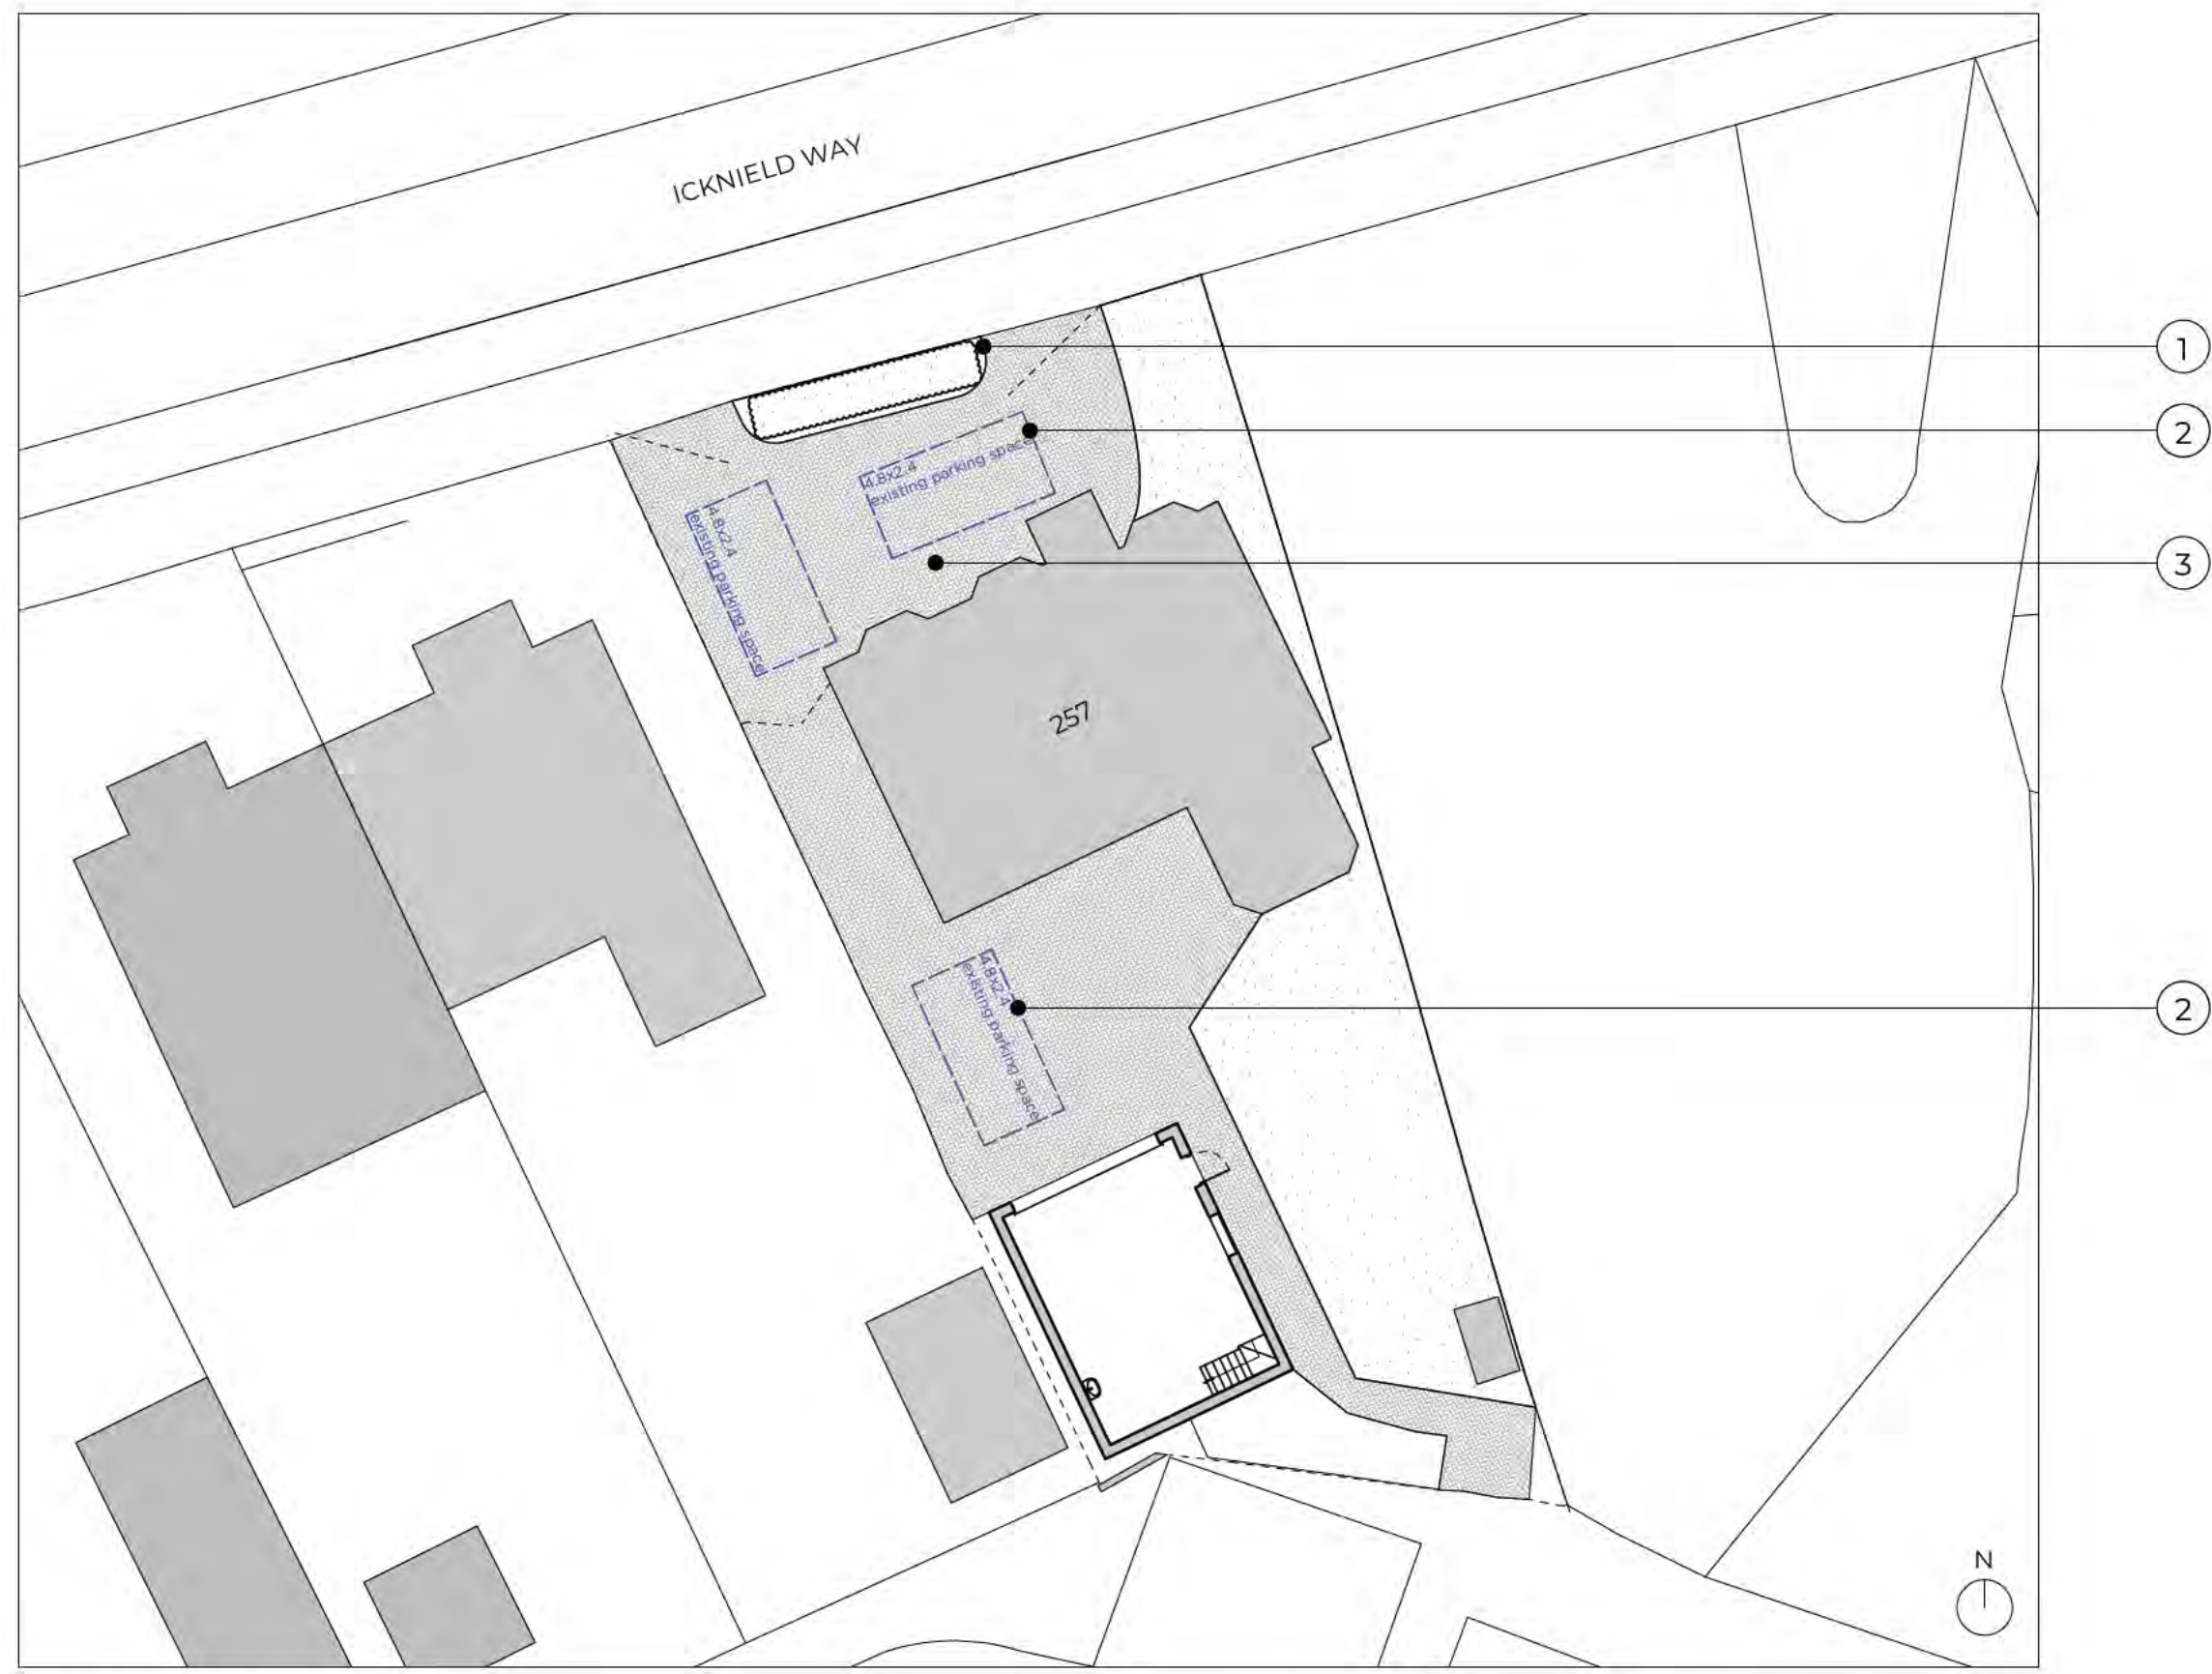 ICKNIELD WAY
1
2
4.8x2.4
existing parking space
4.8x2.4
existing parking space
3
257
4.8x2.4
existing parking space
2
N